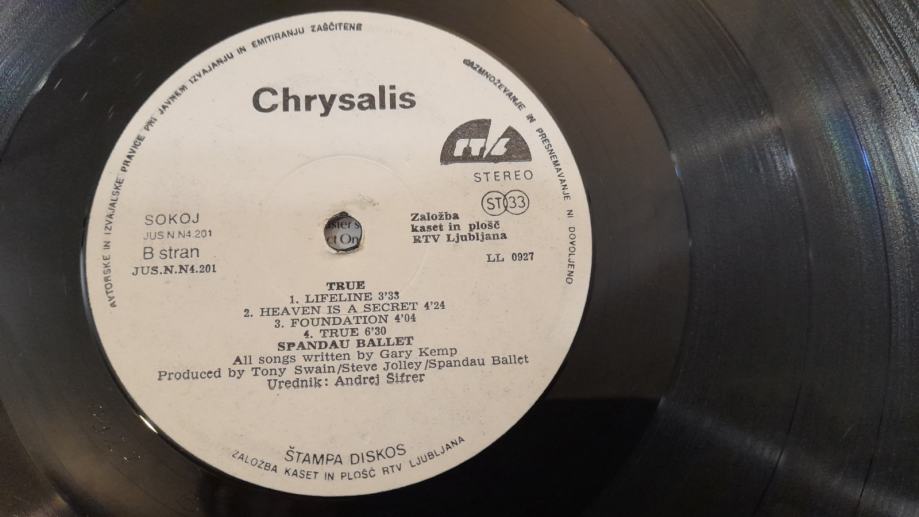 AVTORSKE IN IZVAJALSKE PRAVICE PRI JAVNEM IZVAJANJU IN EMITIRANJU ZAŠČITENE
RAZMNOŽEVANJE IN PRESNEMAVANJE NI DOVOLJENO
Chrysalis
RTVL
STEREO
ST 33
SOKOJ
JUS.N.N4.201
B stran
JUS.N.N4.201
Založba
kaset in plošč
RTV Ljubljana
LL 0927
TRUE
1. LIFELINE 3'33
2. HEAVEN IS A SECRET 4'24
3. FOUNDATION 4'04
4. TRUE 6'30
SPANDAU BALLET
All songs written by Gary Kemp
Produced by Tony Swain/Steve Jolley/Spandau Ballet
Urednik: Andrej Šifrer
ŠTAMPA DISKOS
ZALOŽBA KASET IN PLOŠČ RTV LJUBLJANA